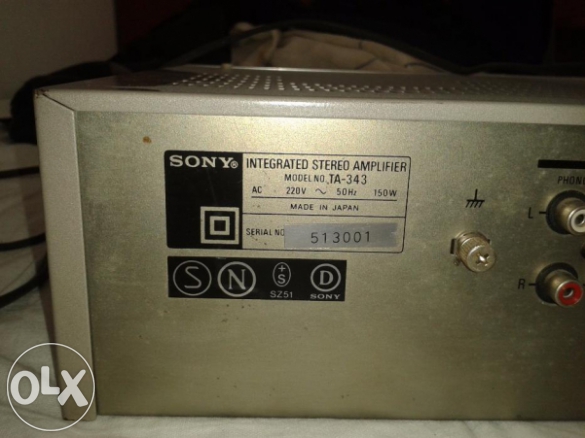 SONY® INTEGRATED STEREO AMPLIFIER
MODEL NO. TA-343
AC 220V ~ 50Hz 150W
MADE IN JAPAN
SERIAL NO 513001
S N +S D
SZ51 SONY
PHONO
L
R
OLX